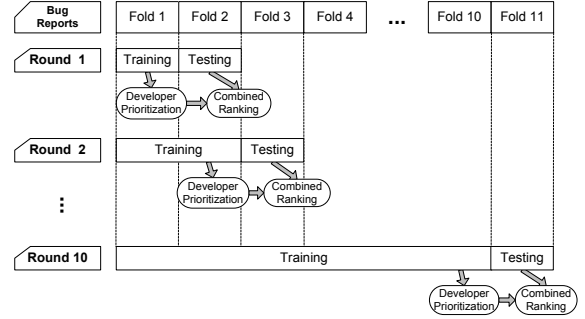 Bug Reports Fold 1 Fold 2 Fold 3 Fold 4 ... Fold 10 Fold 11
Round 1 Training Testing
Developer Prioritization Combined Ranking
Round 2 Training Testing
Developer Prioritization Combined Ranking
⋮
Round 10 Training Testing
Developer Prioritization Combined Ranking